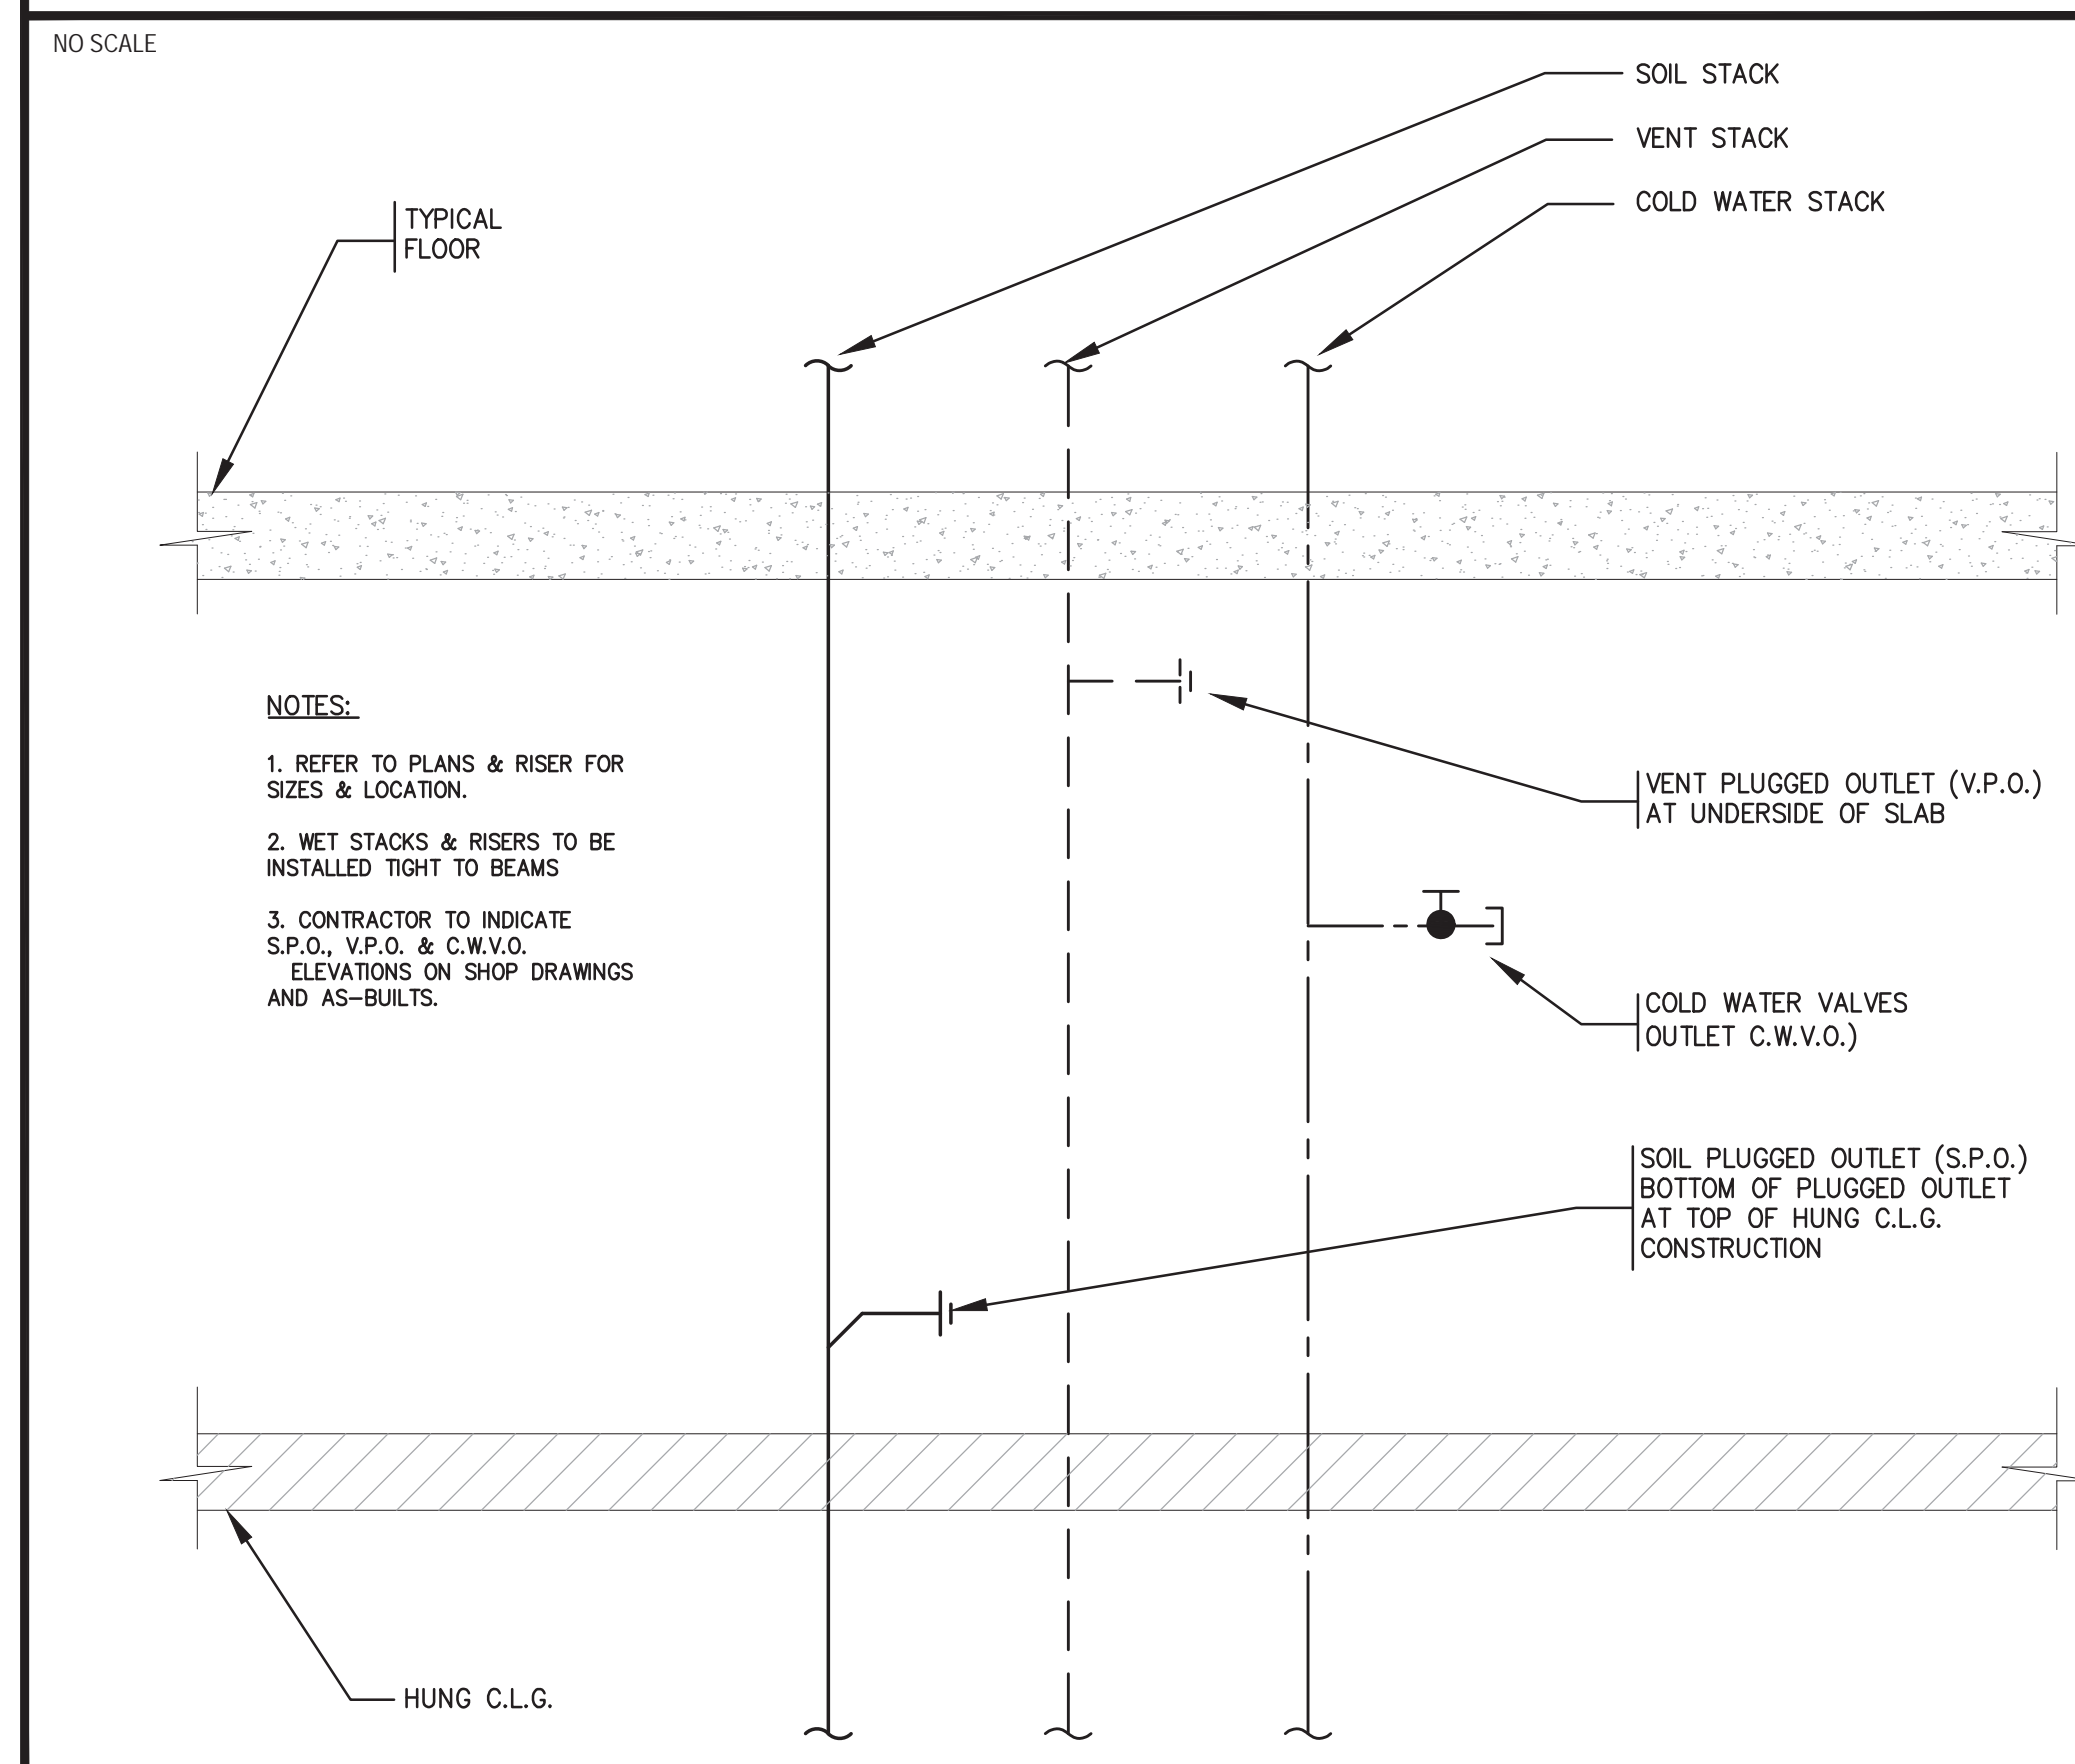 NO SCALE
SOIL STACK
VENT STACK
COLD WATER STACK
TYPICAL
FLOOR
NOTES:
1. REFER TO PLANS & RISER FOR
SIZES & LOCATION.
2. WET STACKS & RISERS TO BE
INSTALLED TIGHT TO BEAMS
3. CONTRACTOR TO INDICATE
S.P.O., V.P.O. & C.W.V.O.
ELEVATIONS ON SHOP DRAWINGS
AND AS-BUILTS.
VENT PLUGGED OUTLET (V.P.O.)
AT UNDERSIDE OF SLAB
COLD WATER VALVES
OUTLET C.W.V.O.)
SOIL PLUGGED OUTLET (S.P.O.)
BOTTOM OF PLUGGED OUTLET
AT TOP OF HUNG C.L.G.
CONSTRUCTION
HUNG C.L.G.